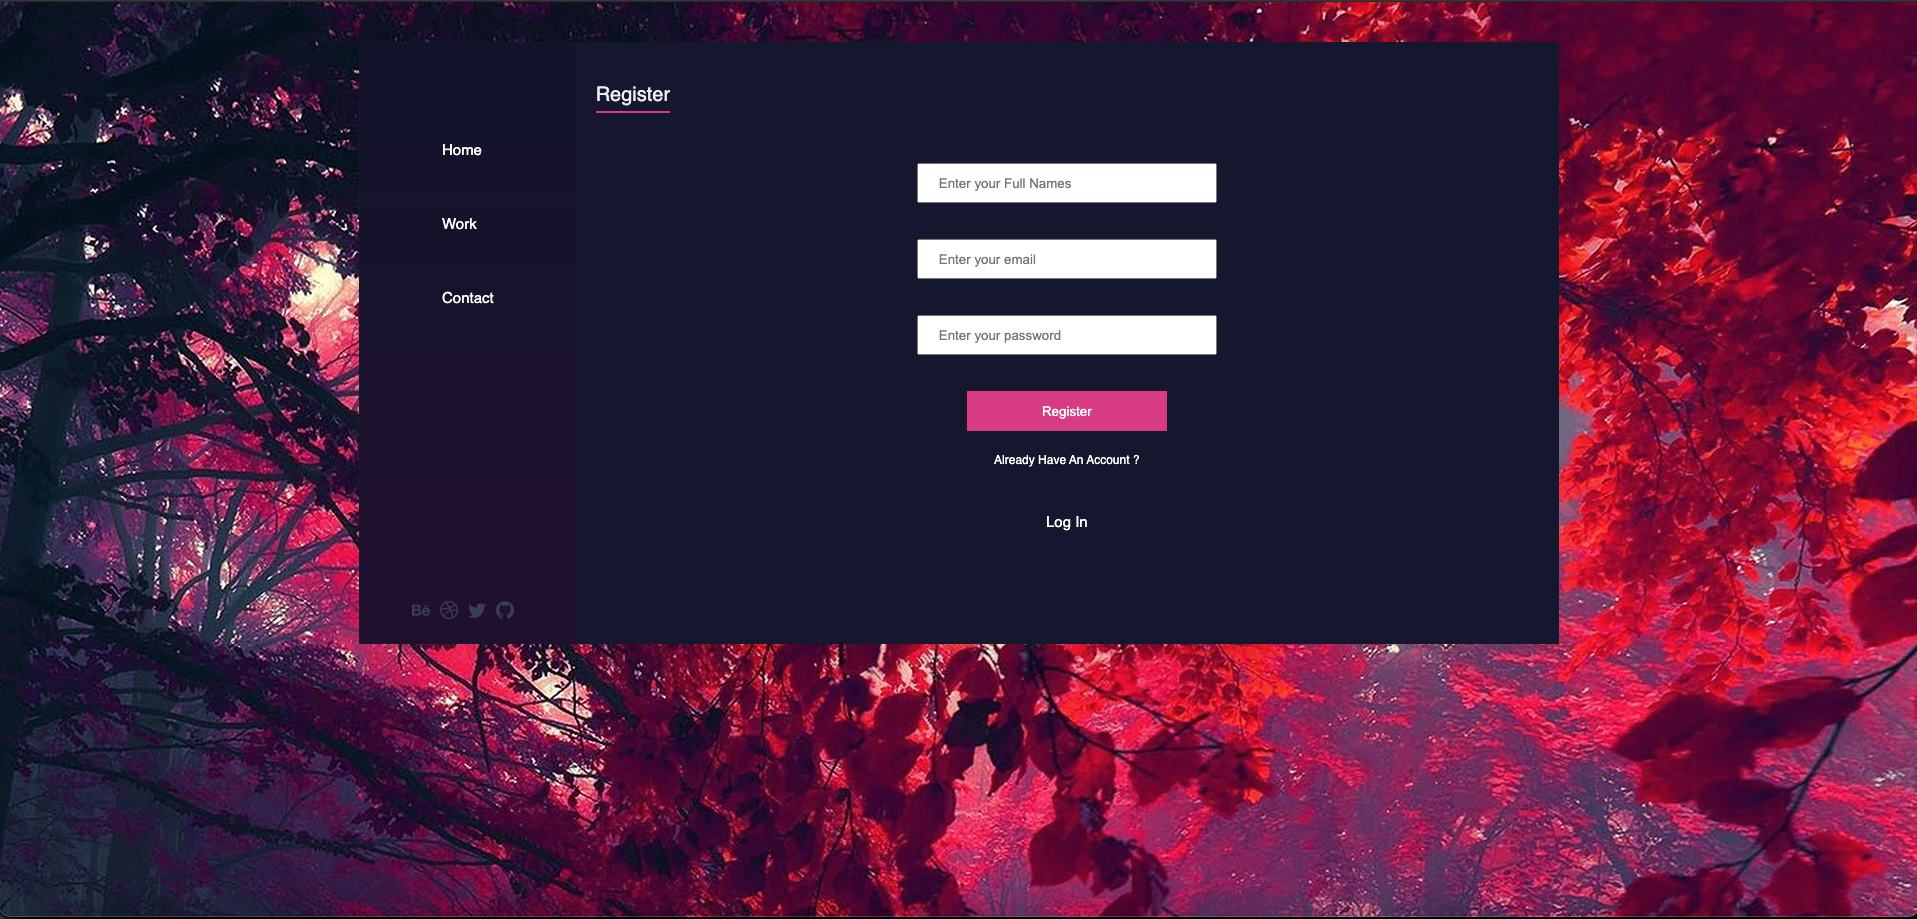 Register
Home
Work
Contact
Enter your Full Names
Enter your email
Enter your password
Register
Already Have An Account ?
Log In
Bē